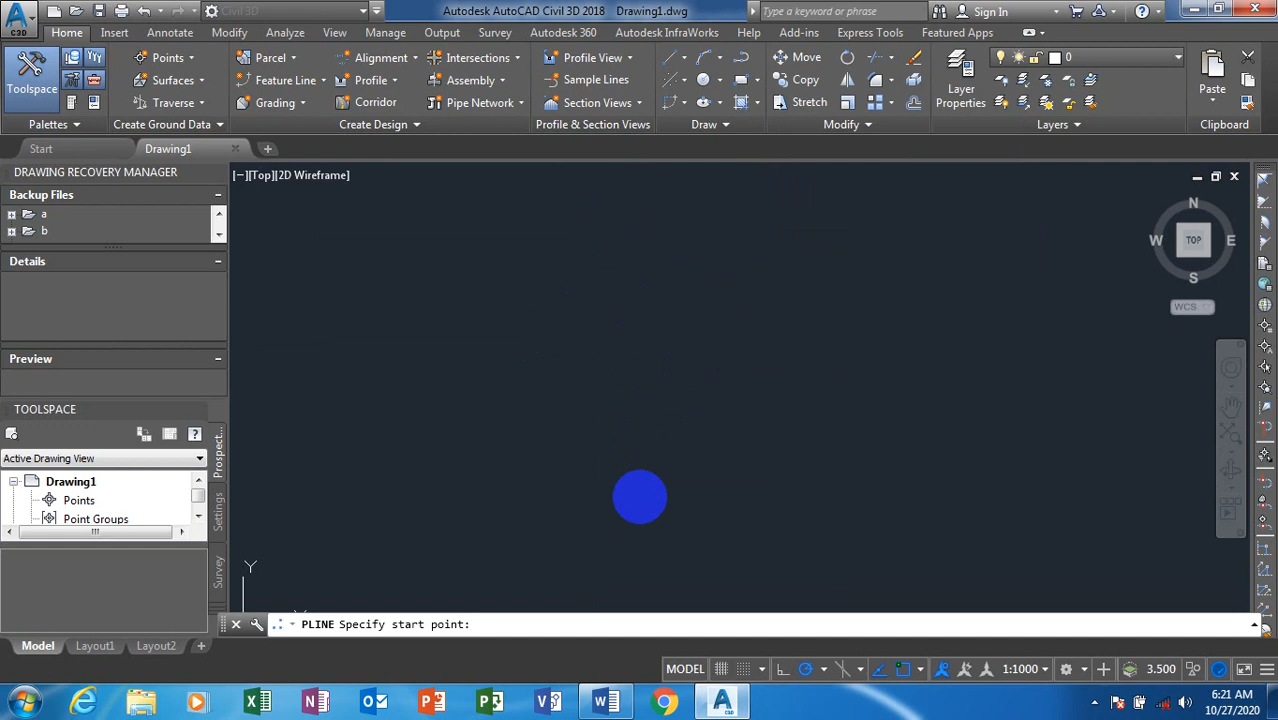 C3D
Civil 3D
Autodesk AutoCAD Civil 3D 2018 Drawing1.dwg
Type a keyword or phrase
Sign In
Home Insert Annotate Modify Analyze View Manage Output Survey Autodesk 360 Autodesk InfraWorks Help Add-ins Express Tools Featured Apps
Toolspace
Points
Surfaces
Traverse
Parcel
Feature Line
Grading
Alignment
Profile
Corridor
Intersections
Assembly
Pipe Network
Profile View
Sample Lines
Section Views
Move
Copy
Stretch
Layer
Properties
0
Paste
Palettes Create Ground Data Create Design Profile & Section Views Draw Modify Layers Clipboard
Start Drawing1
DRAWING RECOVERY MANAGER
Backup Files
a
b
Details
Preview
TOOLSPACE
Active Drawing View
Drawing1
Points
Point Groups
Prospect...
Settings
Survey
[−][Top][2D Wireframe]
N
W TOP E
S
WCS
Y
PLINE Specify start point:
Model Layout1 Layout2
MODEL 1:1000 3.500
6:21 AM
10/27/2020